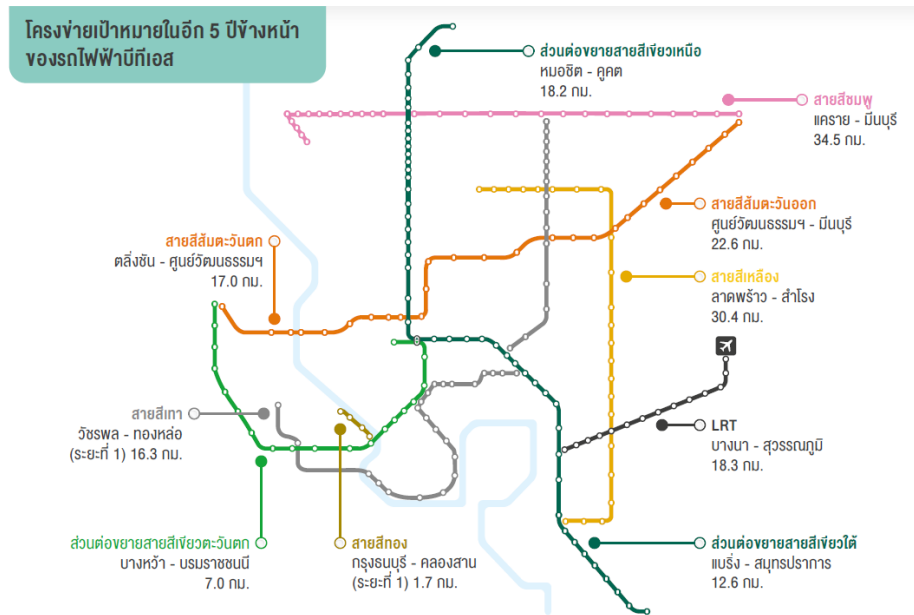 โครงข่ายเป้าหมายในอีก 5 ปีข้างหน้า
ของรถไฟฟ้าบีทีเอส
ส่วนต่อขยายสายสีเขียวเหนือ
หมอชิต - คูคต
18.2 กม.
สายสีชมพู
แคราย - มีนบุรี
34.5 กม.
สายสีส้มตะวันออก
ศูนย์วัฒนธรรมฯ - มีนบุรี
22.6 กม.
สายสีส้มตะวันตก
ตลิ่งชัน - ศูนย์วัฒนธรรมฯ
17.0 กม.
สายสีเหลือง
ลาดพร้าว - สำโรง
30.4 กม.
สายสีเทา
วัชรพล - ทองหล่อ
(ระยะที่ 1) 16.3 กม.
LRT
บางนา - สุวรรณภูมิ
18.3 กม.
ส่วนต่อขยายสายสีเขียวตะวันตก
บางหว้า - บรมราชชนนี
7.0 กม.
สายสีทอง
กรุงธนบุรี - คลองสาน
(ระยะที่ 1) 1.7 กม.
ส่วนต่อขยายสายสีเขียวใต้
แบริ่ง - สมุทรปราการ
12.6 กม.